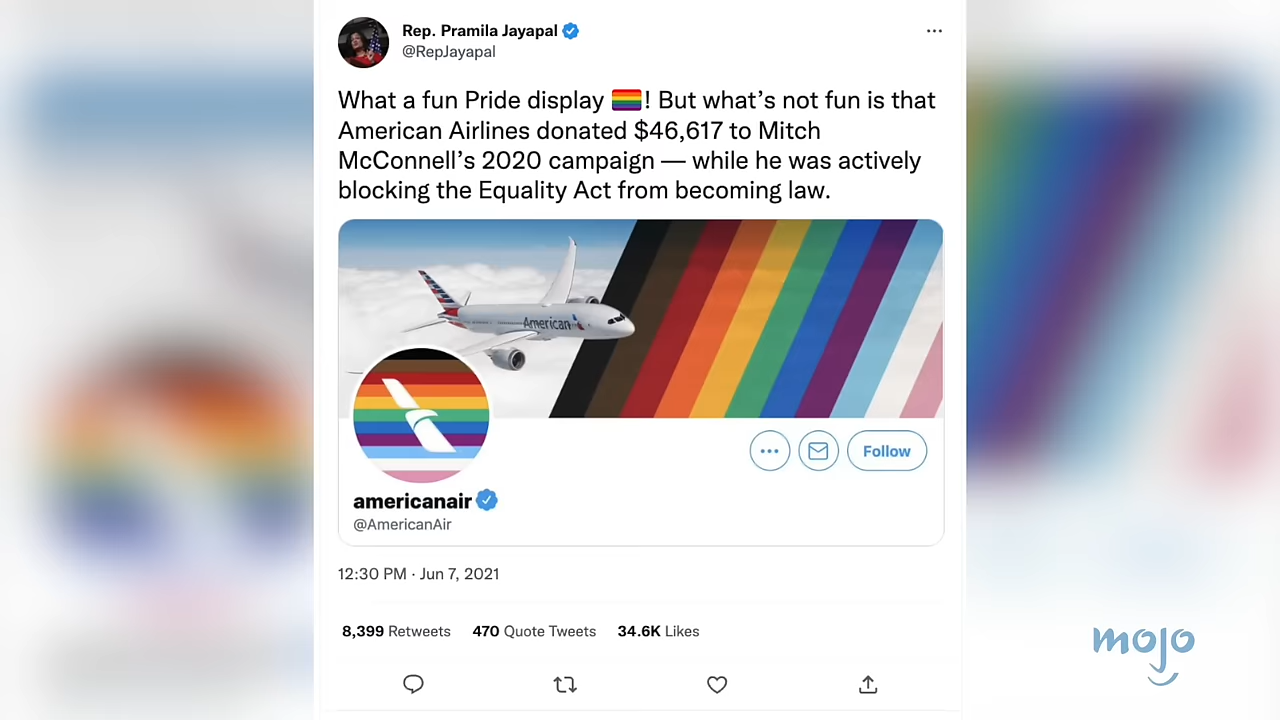 Rep. Pramila Jayapal
@RepJayapal
What a fun Pride display 🏳️‍🌈! But what’s not fun is that
American Airlines donated $46,617 to Mitch
McConnell’s 2020 campaign — while he was actively
blocking the Equality Act from becoming law.
American
Follow
americanair
@AmericanAir
12:30 PM · Jun 7, 2021
8,399 Retweets 470 Quote Tweets 34.6K Likes
mojo